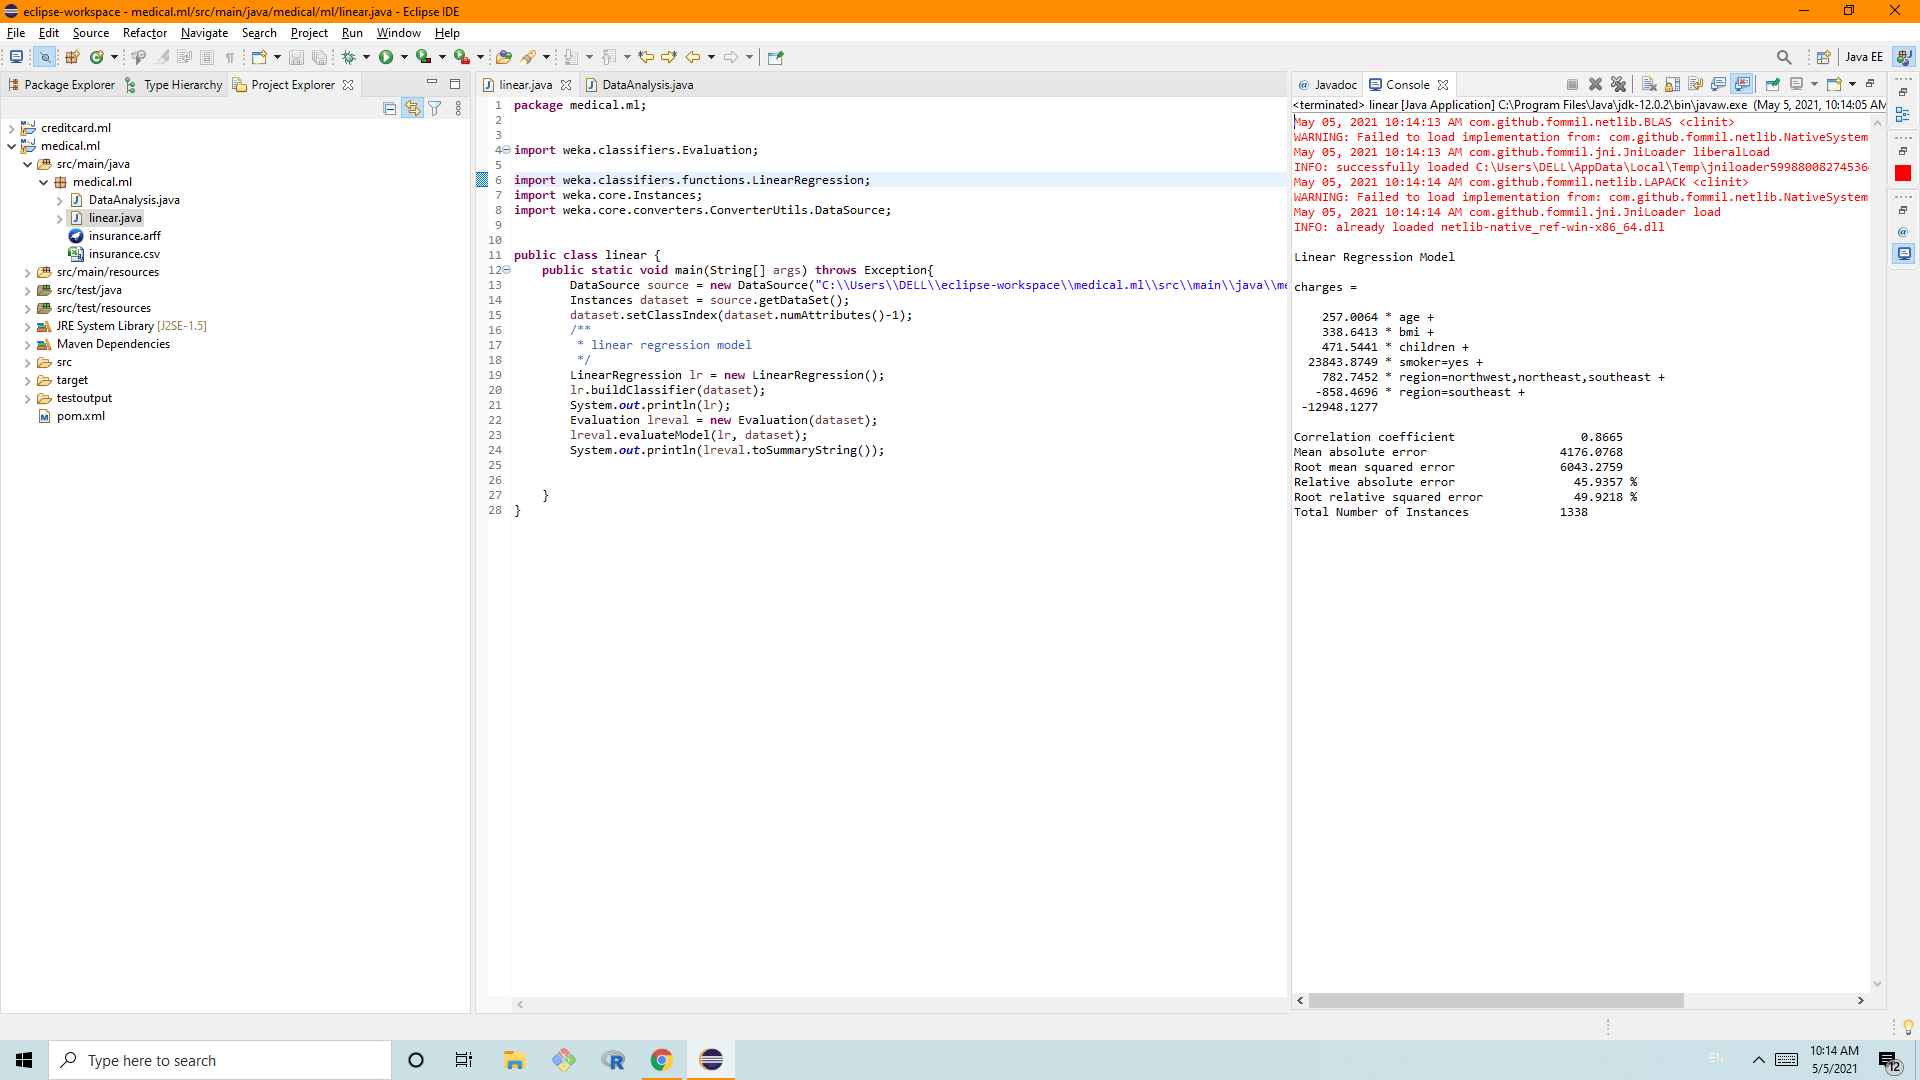 eclipse-workspace - medical.ml/src/main/java/medical/ml/linear.java - Eclipse IDE
File Edit Source Refactor Navigate Search Project Run Window Help
Java EE
Package Explorer Type Hierarchy Project Explorer
creditcard.ml
medical.ml
src/main/java
medical.ml
DataAnalysis.java
linear.java
insurance.arff
insurance.csv
src/main/resources
src/test/java
src/test/resources
JRE System Library [J2SE-1.5]
Maven Dependencies
src
target
testoutput
pom.xml
linear.java DataAnalysis.java
1 package medical.ml;
2
3
4 import weka.classifiers.Evaluation;
5
6 import weka.classifiers.functions.LinearRegression;
7 import weka.core.Instances;
8 import weka.core.converters.ConverterUtils.DataSource;
9
10
11 public class linear {
12 public static void main(String[] args) throws Exception{
13 DataSource source = new DataSource("C:\\Users\\DELL\\eclipse-workspace\\medical.ml\\src\\main\\java\\me
14 Instances dataset = source.getDataSet();
15 dataset.setClassIndex(dataset.numAttributes()-1);
16 /**
17 * linear regression model
18 */
19 LinearRegression lr = new LinearRegression();
20 lr.buildClassifier(dataset);
21 System.out.println(lr);
22 Evaluation lreval = new Evaluation(dataset);
23 lreval.evaluateModel(lr, dataset);
24 System.out.println(lreval.toSummaryString());
25
26
27 }
28 }
Javadoc Console
<terminated> linear [Java Application] C:\Program Files\Java\jdk-12.0.2\bin\javaw.exe (May 5, 2021, 10:14:05 AM
May 05, 2021 10:14:13 AM com.github.fommil.netlib.BLAS <clinit>
WARNING: Failed to load implementation from: com.github.fommil.netlib.NativeSystem
May 05, 2021 10:14:13 AM com.github.fommil.jni.JniLoader liberalLoad
INFO: successfully loaded C:\Users\DELL\AppData\Local\Temp\jniloader599880082745364
May 05, 2021 10:14:14 AM com.github.fommil.netlib.LAPACK <clinit>
WARNING: Failed to load implementation from: com.github.fommil.netlib.NativeSystem
May 05, 2021 10:14:14 AM com.github.fommil.jni.JniLoader load
INFO: already loaded netlib-native_ref-win-x86_64.dll
Linear Regression Model
charges =
257.0064 * age +
338.6413 * bmi +
471.5441 * children +
23843.8749 * smoker=yes +
782.7452 * region=northwest,northeast,southeast +
-858.4696 * region=southeast +
-12948.1277
Correlation coefficient 0.8665
Mean absolute error 4176.0768
Root mean squared error 6043.2759
Relative absolute error 45.9357 %
Root relative squared error 49.9218 %
Total Number of Instances 1338
Type here to search
EN
10:14 AM
5/5/2021
12